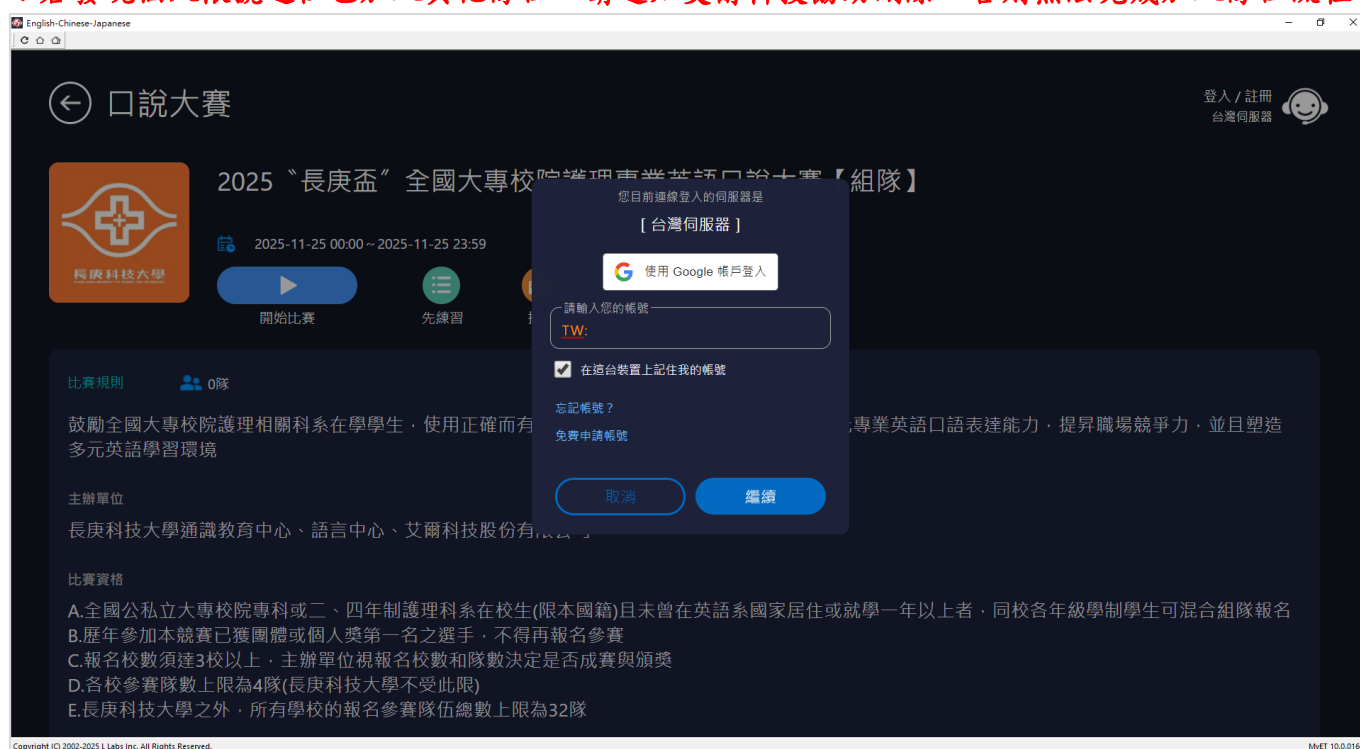 English-Chinese-Japanese
口說大賽
登入 / 註冊
台灣伺服器
2025〝長庚盃〞全國大專校院護理專業英語口說大賽【組隊】
2025-11-25 00:00 ~ 2025-11-25 23:59
長庚科技大學
開始比賽
先練習
您目前連線登入的伺服器是
[ 台灣伺服器 ]
使用 Google 帳戶登入
請輸入您的帳號
TW:
在這台裝置上記住我的帳號
忘記帳號？
免費申請帳號
取消
繼續
比賽規則
0隊
鼓勵全國大專校院護理相關科系在學學生，使用正確而有
專業英語口語表達能力，提昇職場競爭力，並且塑造
多元英語學習環境
主辦單位
長庚科技大學通識教育中心、語言中心、艾爾科技股份有
比賽資格
A.全國公私立大專校院專科或二、四年制護理科系在校生(限本國籍)且未曾在英語系國家居住或就學一年以上者，同校各年級學制學生可混合組隊報名
B.歷年參加本競賽已獲團體或個人獎第一名之選手，不得再報名參賽
C.報名校數須達3校以上，主辦單位視報名校數和隊數決定是否成賽與頒獎
D.各校參賽隊數上限為4隊(長庚科技大學不受此限)
E.長庚科技大學之外，所有學校的報名參賽隊伍總數上限為32隊
Copyright (C) 2002-2025 L Labs Inc. All Rights Reserved.
MyET 10.0.016